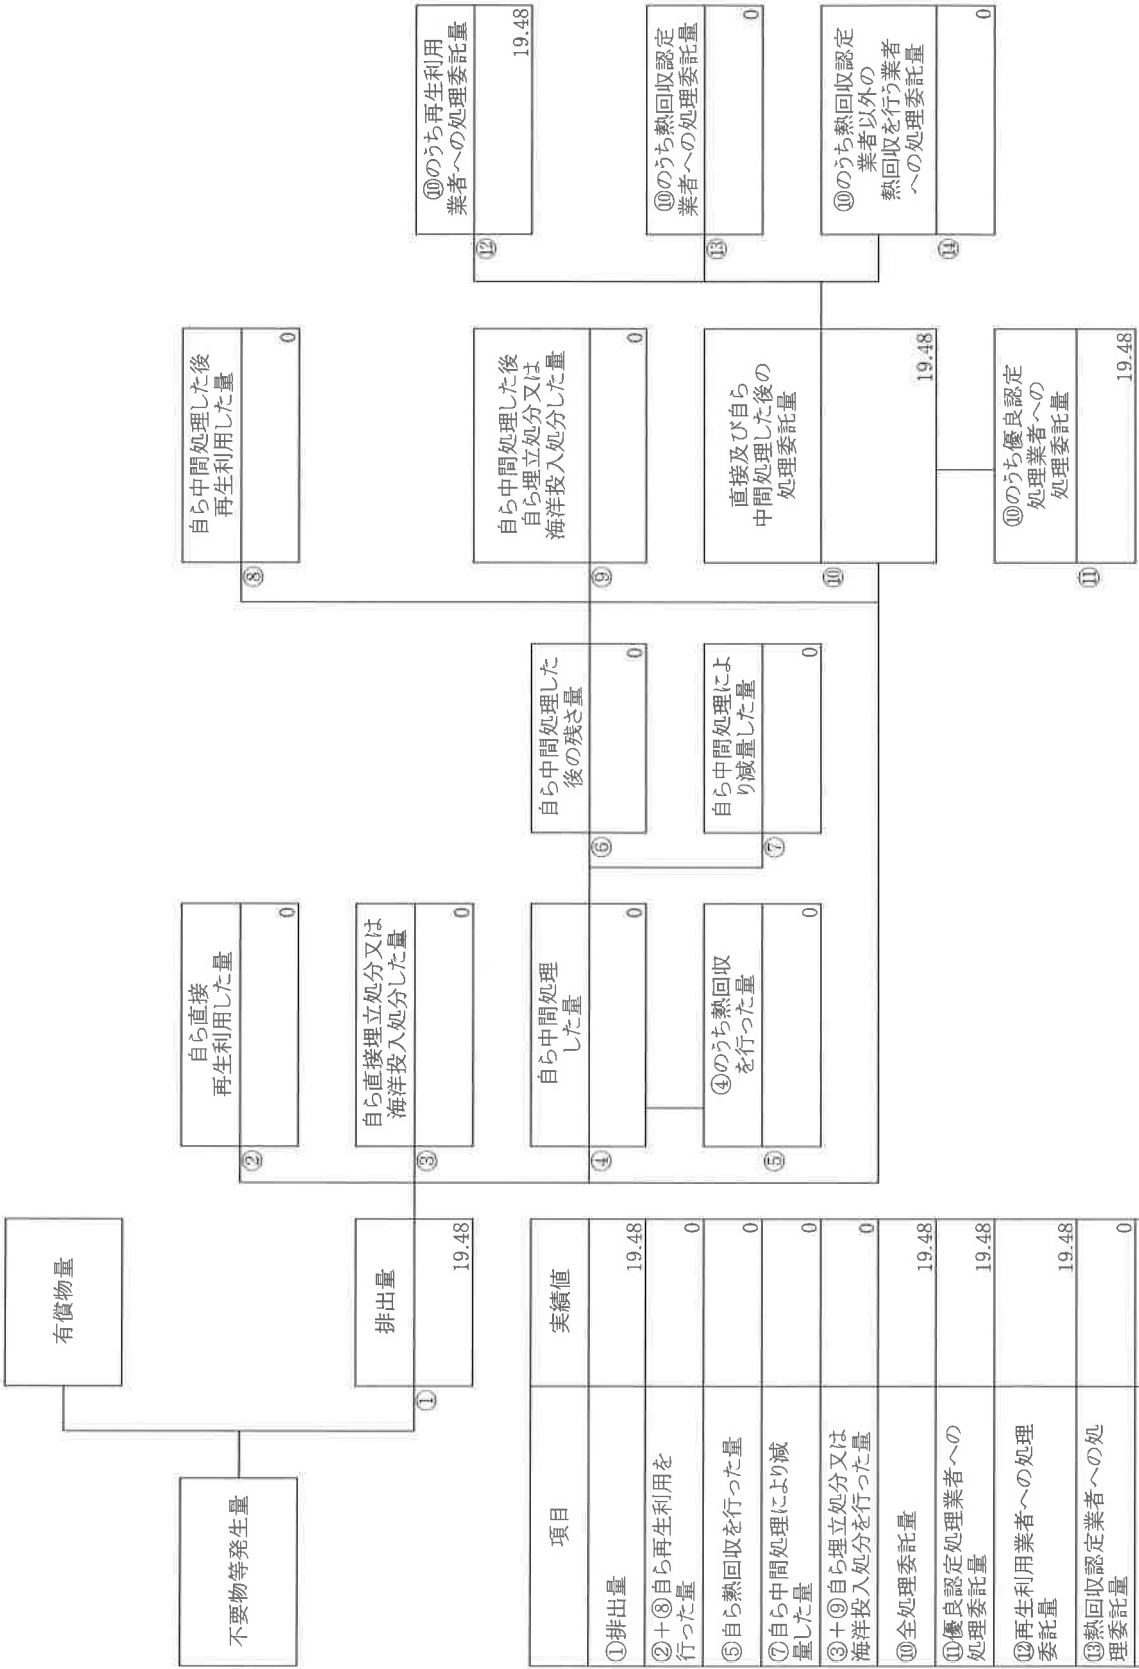 不要物等発生量
有償物量
①
排出量
19.48
②
自ら直接
再生利用した量
0
③
自ら直接埋立処分又は
海洋投入処分した量
0
④
自ら中間処理
した量
0
⑤
④のうち熱回収
を行った量
0
⑥
自ら中間処理した
後の残さ量
0
⑦
自ら中間処理によ
り減量した量
0
⑧
自ら中間処理した後
再生利用した量
0
⑨
自ら中間処理した後
自ら埋立処分又は
海洋投入処分した量
0
⑩
直接及び自ら
中間処理した後の
処理委託量
19.48
⑪
⑩のうち優良認定
処理業者への
処理委託量
19.48
⑫
⑩のうち再生利用
業者への処理委託量
19.48
⑬
⑩のうち熱回収認定
業者への処理委託量
0
⑭
⑩のうち熱回収認定
業者以外の
熱回収を行う業者
への処理委託量
0
項目
実績値
①排出量
19.48
②+⑧自ら再生利用を
行った量
0
⑤自ら熱回収を行った量
0
⑦自ら中間処理により減
量した量
0
③+⑨自ら埋立処分又は
海洋投入処分を行った量
0
⑩全処理委託量
19.48
⑪優良認定処理業者への
処理委託量
19.48
⑫再生利用業者への処理
委託量
19.48
⑬熱回収認定業者への処
理委託量
0